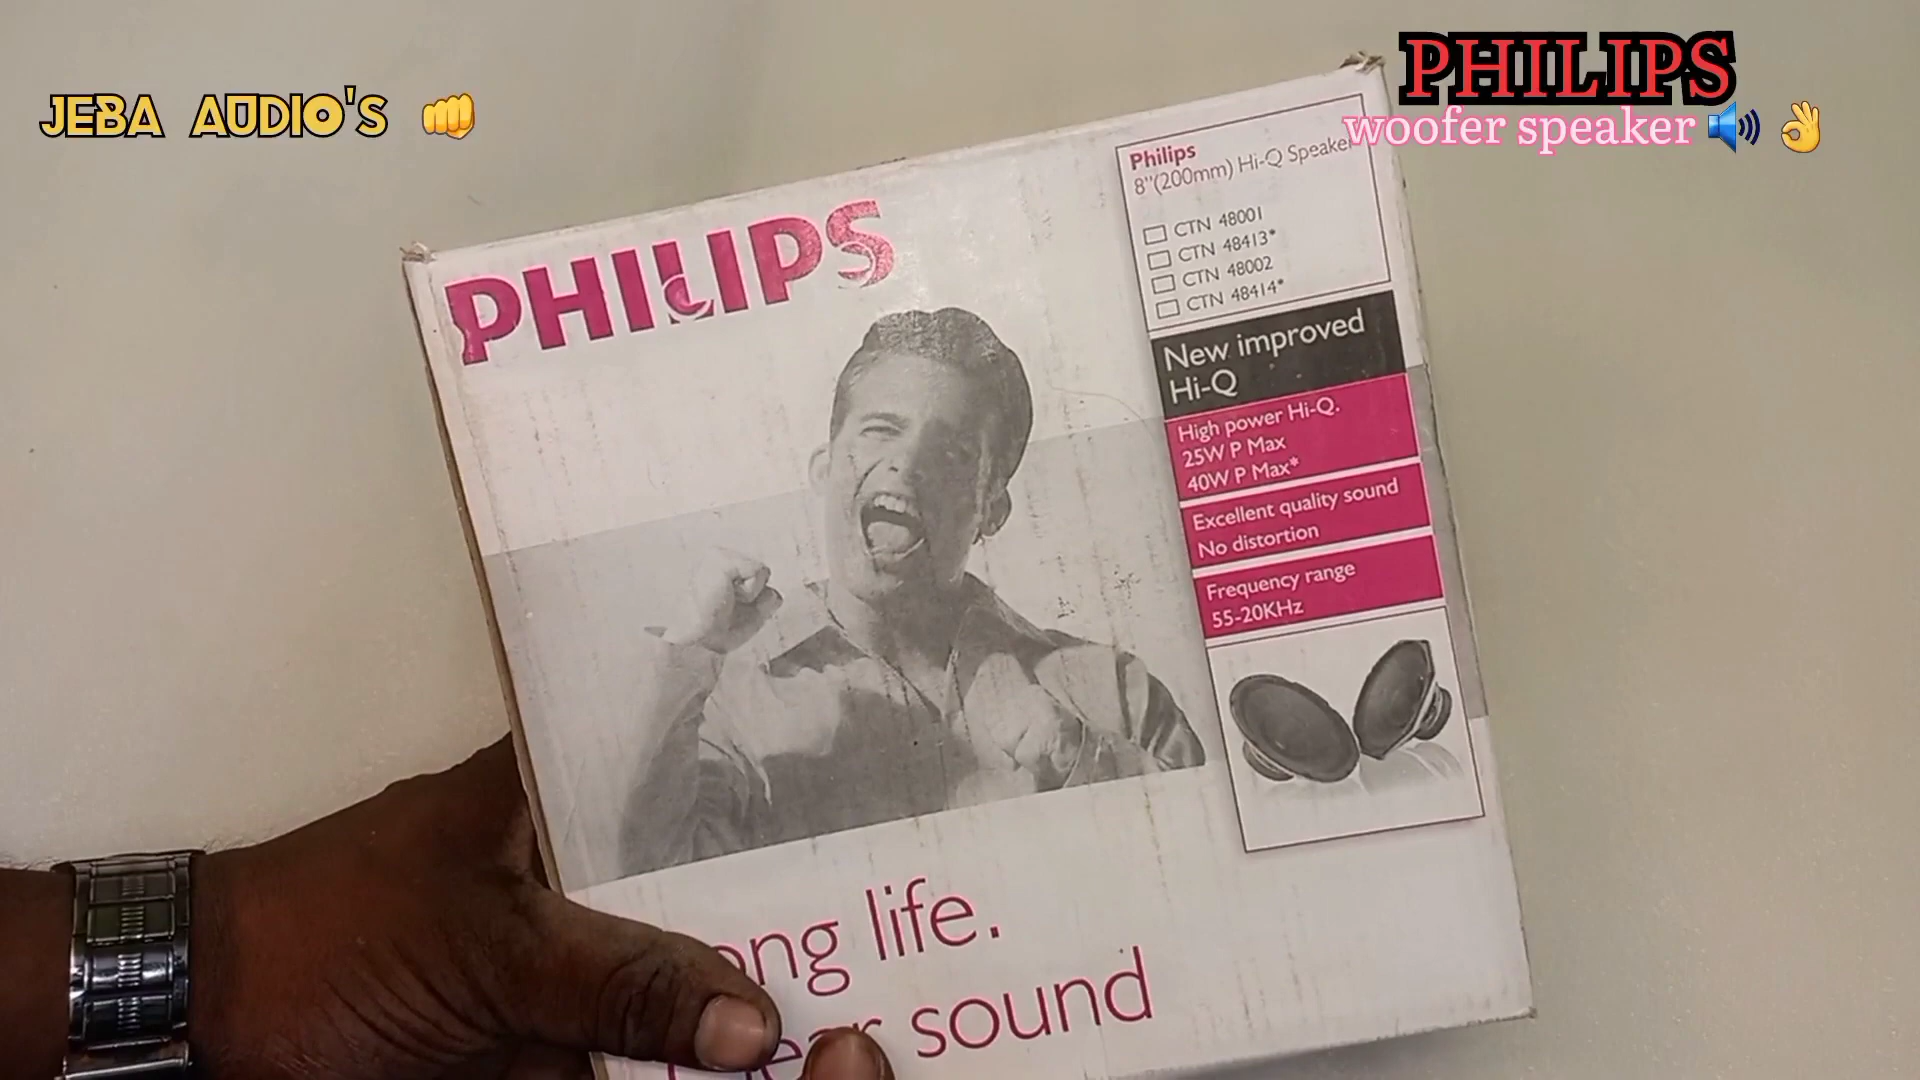 JEBA AUDIO'S 👊
PHILIPS
woofer speaker 🔊 👌
PHILIPS
Philips
8"(200mm) Hi-Q Speaker
CTN 48001
CTN 48413*
CTN 48002
CTN 48414*
New improved
Hi-Q
High power Hi-Q.
25W P Max
40W P Max*
Excellent quality sound
No distortion
Frequency range
55-20KHz
ong life.
sound